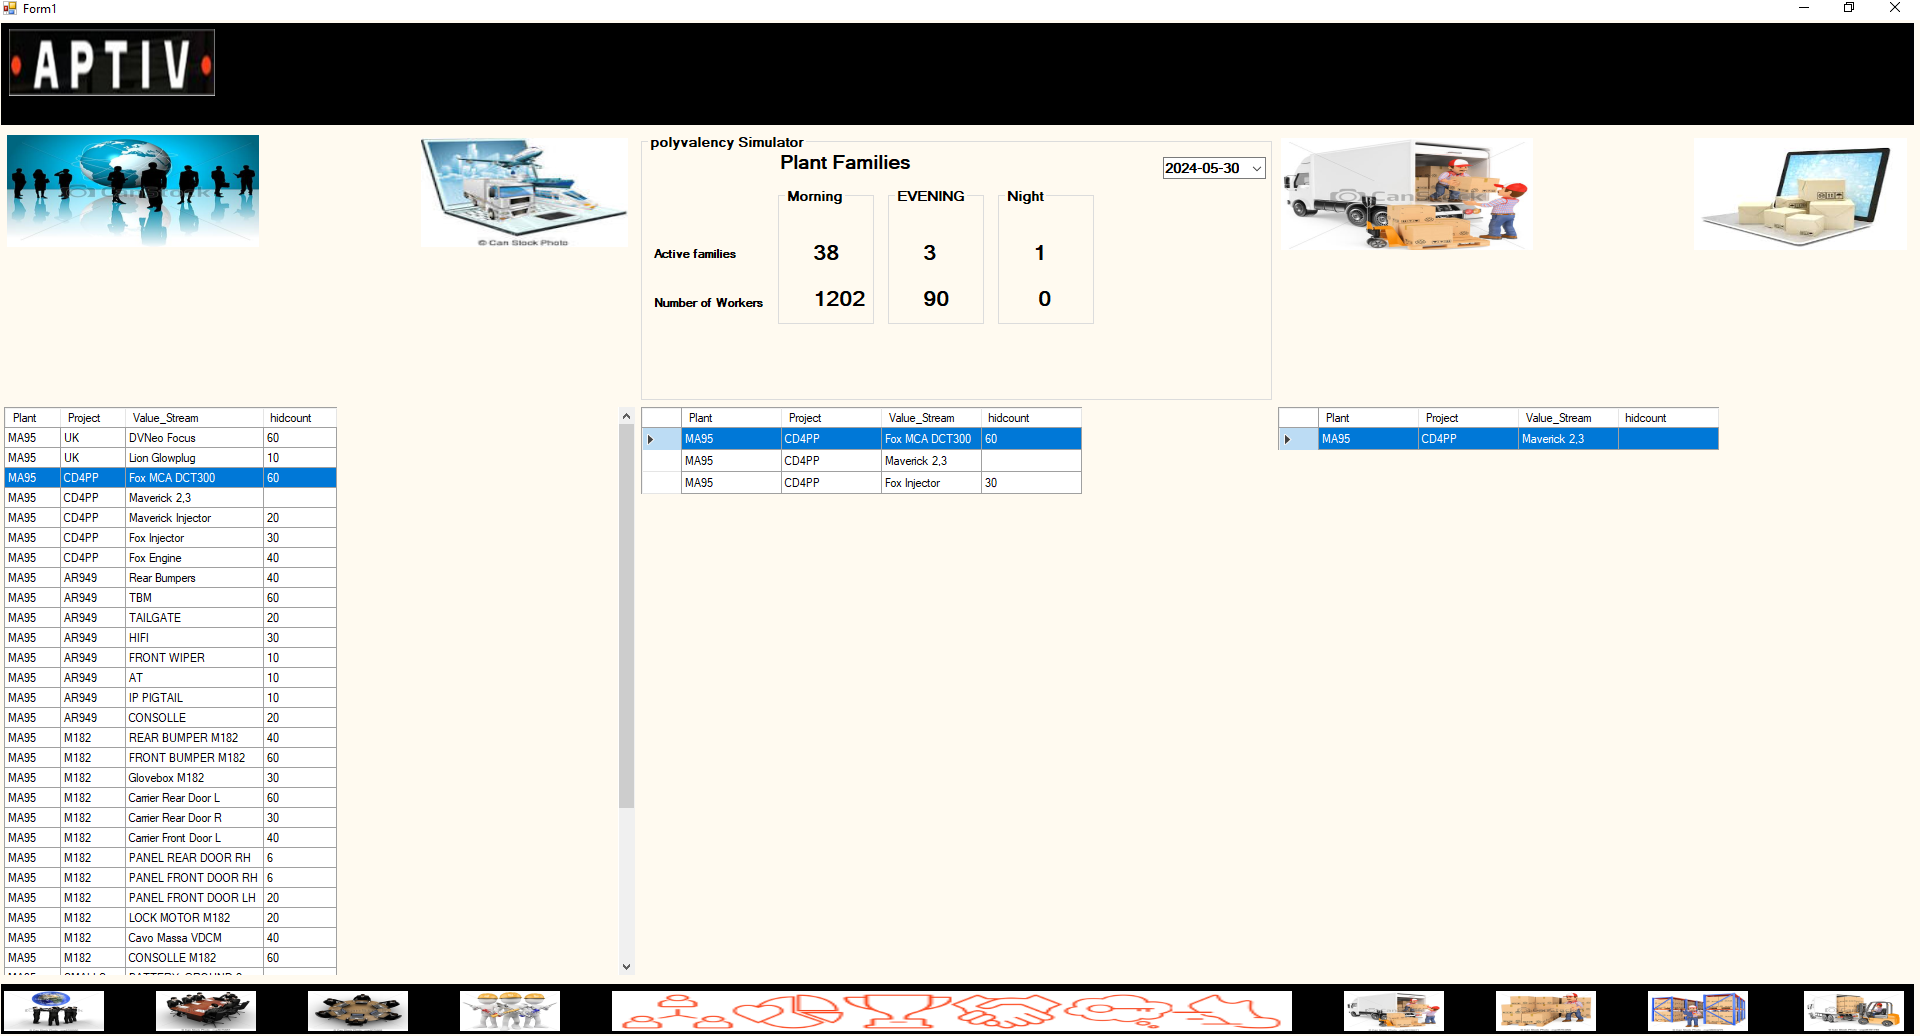 Form1
APTIV
polyvalency Simulator
Plant Families
2024-05-30
Morning EVENING Night
Active families 38 3 1
Number of Workers 1202 90 0
© Can Stock Photo
Plant Project Value_Stream hidcount
MA95 UK DVNeo Focus 60
MA95 UK Lion Glowplug 10
MA95 CD4PP Fox MCA DCT300 60
MA95 CD4PP Maverick 2,3
MA95 CD4PP Maverick Injector 20
MA95 CD4PP Fox Injector 30
MA95 CD4PP Fox Engine 40
MA95 AR949 Rear Bumpers 40
MA95 AR949 TBM 60
MA95 AR949 TAILGATE 20
MA95 AR949 HIFI 30
MA95 AR949 FRONT WIPER 10
MA95 AR949 AT 10
MA95 AR949 IP PIGTAIL 10
MA95 AR949 CONSOLLE 20
MA95 M182 REAR BUMPER M182 40
MA95 M182 FRONT BUMPER M182 60
MA95 M182 Glovebox M182 30
MA95 M182 Carrier Rear Door L 60
MA95 M182 Carrier Rear Door R 30
MA95 M182 Carrier Front Door L 40
MA95 M182 PANEL REAR DOOR RH 6
MA95 M182 PANEL FRONT DOOR RH 6
MA95 M182 PANEL FRONT DOOR LH 20
MA95 M182 LOCK MOTOR M182 20
MA95 M182 Cavo Massa VDCM 40
MA95 M182 CONSOLLE M182 60
Plant Project Value_Stream hidcount
MA95 CD4PP Fox MCA DCT300 60
MA95 CD4PP Maverick 2,3
MA95 CD4PP Fox Injector 30
Plant Project Value_Stream hidcount
MA95 CD4PP Maverick 2,3